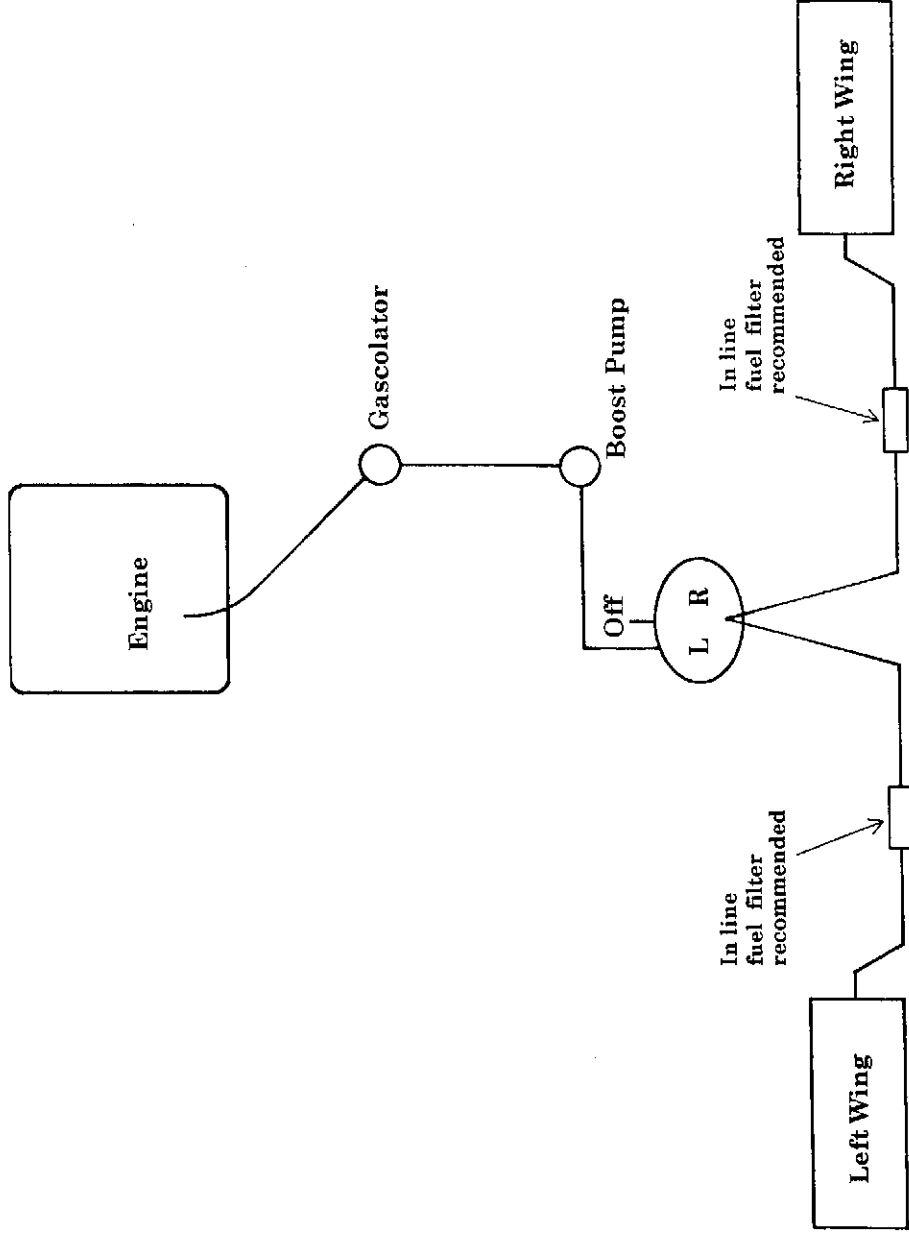 Engine
Gascolator
Boost Pump
Off
L R
In line
fuel filter
recommended
In line
fuel filter
recommended
Left Wing
Right Wing